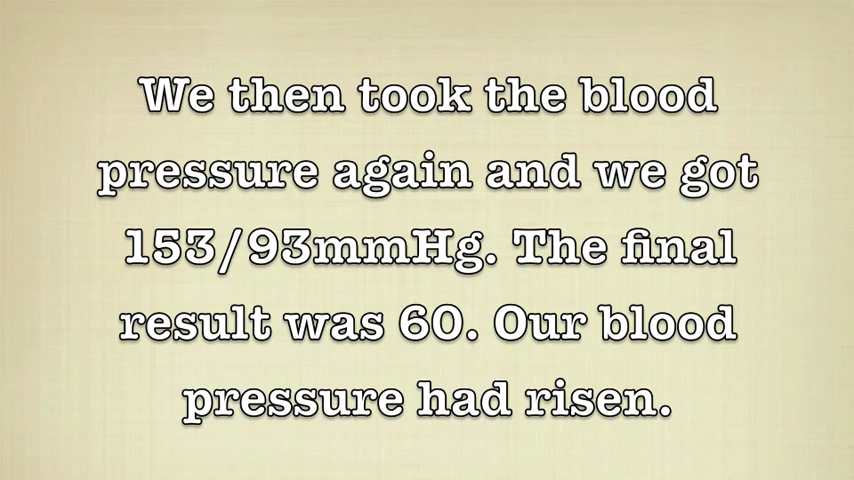 We then took the blood
pressure again and we got
153/93mmHg. The final
result was 60. Our blood
pressure had risen.